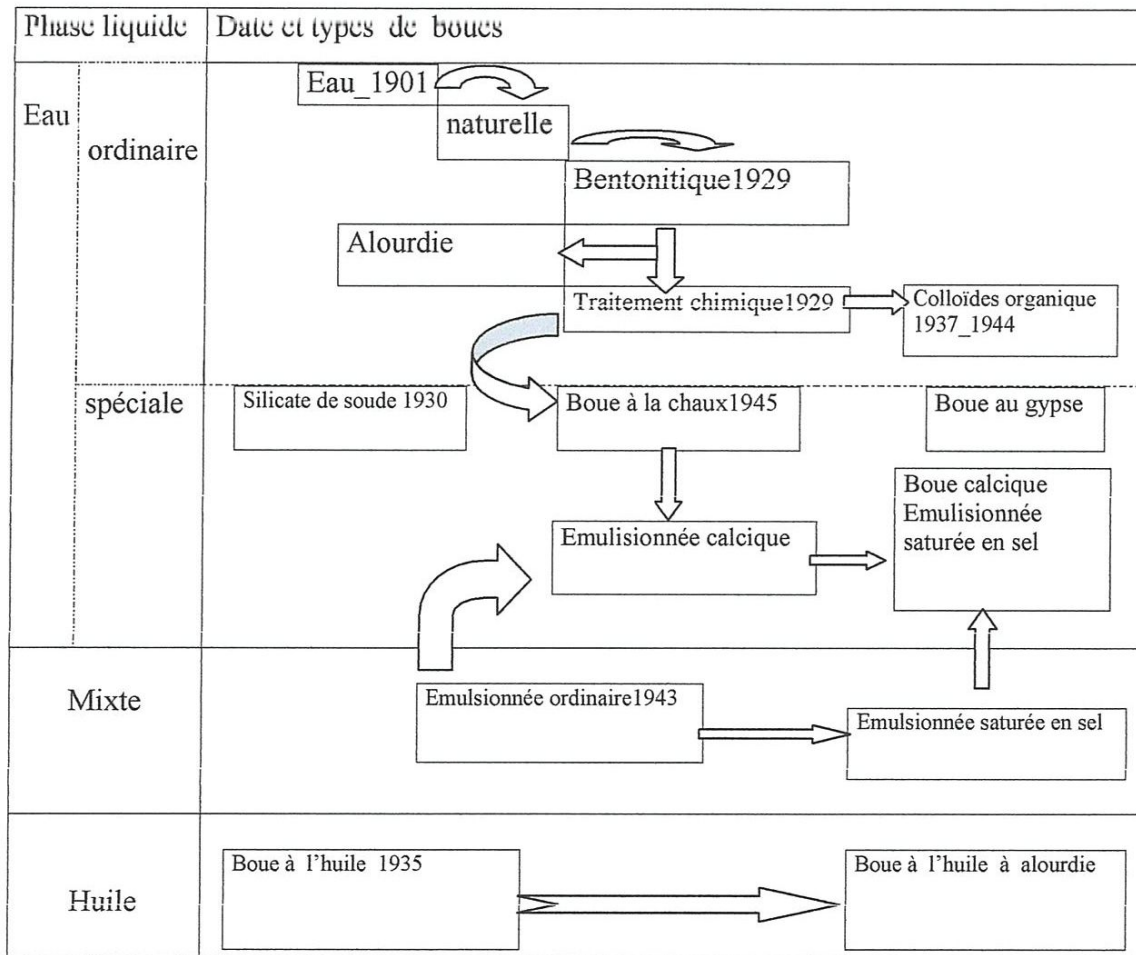 Phase liquide
Date et types de boues
Eau
ordinaire
Eau_1901
naturelle
Bentonitique1929
Alourdie
Traitement chimique1929
Colloïdes organique
1937_1944
spéciale
Silicate de soude 1930
Boue à la chaux1945
Boue au gypse
Emulisionnée calcique
Boue calcique
Emulisionnée
saturée en sel
Mixte
Emulsionnée ordinaire1943
Emulsionnée saturée en sel
Huile
Boue à l'huile 1935
Boue à l'huile à alourdie